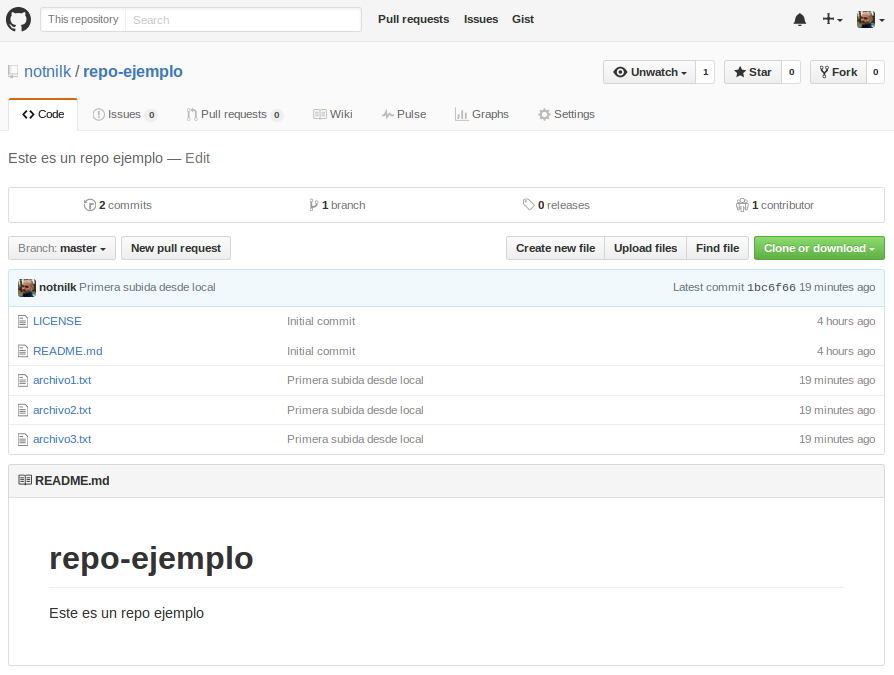 This repository Search Pull requests Issues Gist
notnilk / repo-ejemplo Unwatch 1 Star 0 Fork 0
Code Issues 0 Pull requests 0 Wiki Pulse Graphs Settings
Este es un repo ejemplo — Edit
2 commits 1 branch 0 releases 1 contributor
Branch: master New pull request Create new file Upload files Find file Clone or download
notnilk Primera subida desde local Latest commit 1bc6f66 19 minutes ago
LICENSE Initial commit 4 hours ago
README.md Initial commit 4 hours ago
archivo1.txt Primera subida desde local 19 minutes ago
archivo2.txt Primera subida desde local 19 minutes ago
archivo3.txt Primera subida desde local 19 minutes ago
README.md
repo-ejemplo
Este es un repo ejemplo